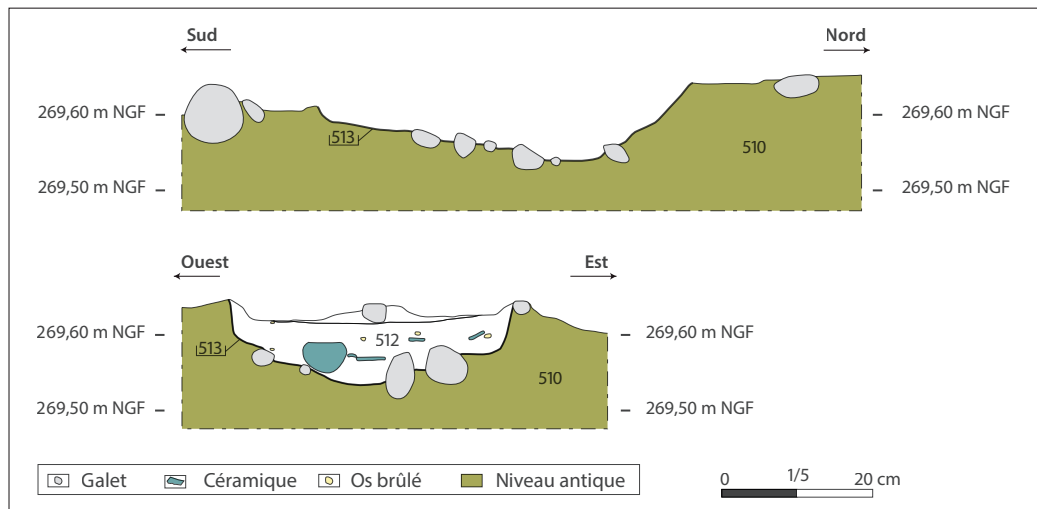 Sud Nord
269,60 m NGF 269,60 m NGF
513 510
269,50 m NGF 269,50 m NGF
Ouest Est
269,60 m NGF 512 269,60 m NGF
513 510
269,50 m NGF 269,50 m NGF
Galet Céramique Os brûlé Niveau antique
0 1/5 20 cm